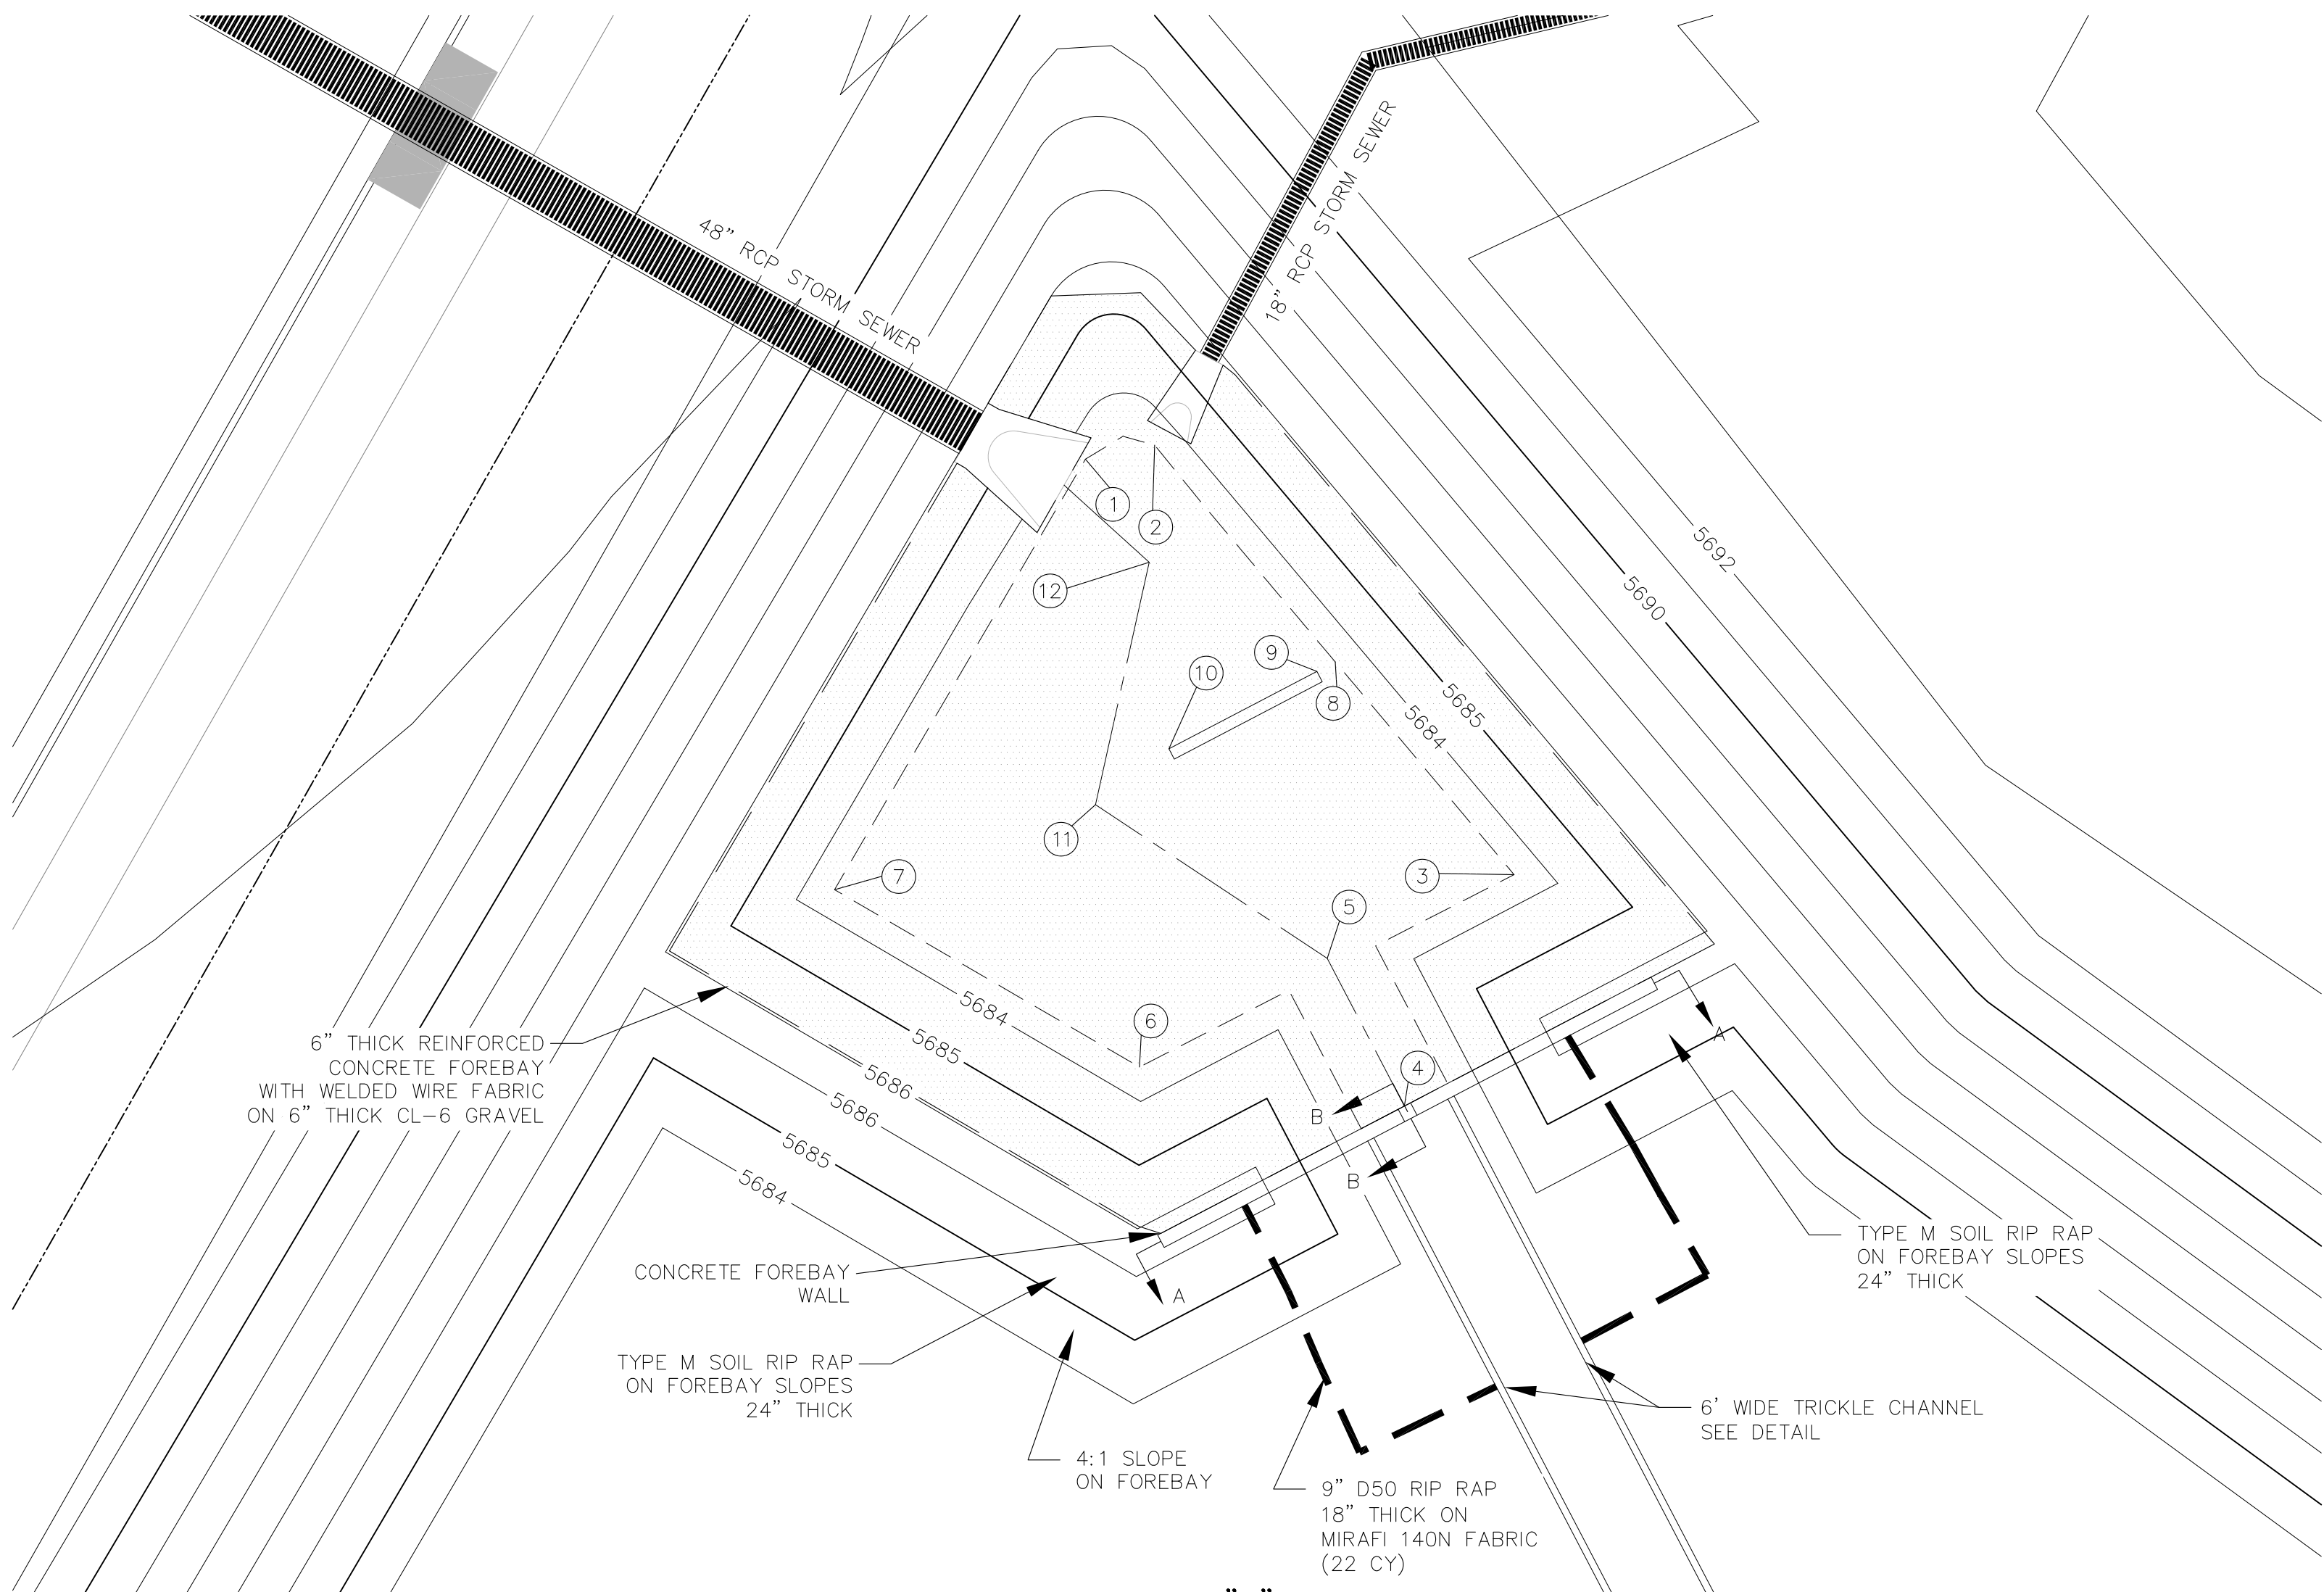 48” RCP STORM SEWER
18” RCP STORM SEWER
5692
5690
1
2
12
9
10
8
5685
5684
11
7
3
5
5684
6
5685
5686
5686
5685
5684
4
A
B
B
A
6” THICK REINFORCED
CONCRETE FOREBAY
WITH WELDED WIRE FABRIC
ON 6” THICK CL–6 GRAVEL
CONCRETE FOREBAY
WALL
TYPE M SOIL RIP RAP
ON FOREBAY SLOPES
24” THICK
TYPE M SOIL RIP RAP
ON FOREBAY SLOPES
24” THICK
4:1 SLOPE
ON FOREBAY
6’ WIDE TRICKLE CHANNEL
SEE DETAIL
9” D50 RIP RAP
18” THICK ON
MIRAFI 140N FABRIC
(22 CY)